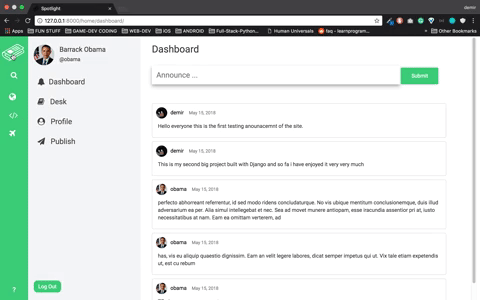 Spotlight
demir
127.0.0.1:8000/home/dashboard/
Apps
FUN STUFF
GAME-DEV CODING
WEB-DEV
IOS
ANDROID
Full-Stack-Python...
Human Universals
faq - learnprogram...
Other Bookmarks
Barrack Obama
@obama
Dashboard
Desk
Profile
Publish
Log Out
?
Dashboard
Announce ...
Submit
demir May 15, 2018
Hello everyone this is the first testing anounacemnt of the site.
demir May 15, 2018
This is my second big project built with Django and so fa i have enjoyed it very very much
obama May 15, 2018
perfecto abhorreant referrentur, id sed modo ridens concludaturque. No vis ubique mentitum conclusionemque, duis illud
adversarium ex per. Alia simul intellegebat et nec. Sea ad movet munere antiopam, esse iracundia assentior pri at, iusto
necessitatibus at nam. Eam ea omittam verterem, ad
obama May 15, 2018
has, vis eu aliquip quaestio dignissim. Eam an velit legere labores, dicat semper impetus qui ut. Vix tale etiam expetendis
ut, est cu rebum
obama May 15, 2018